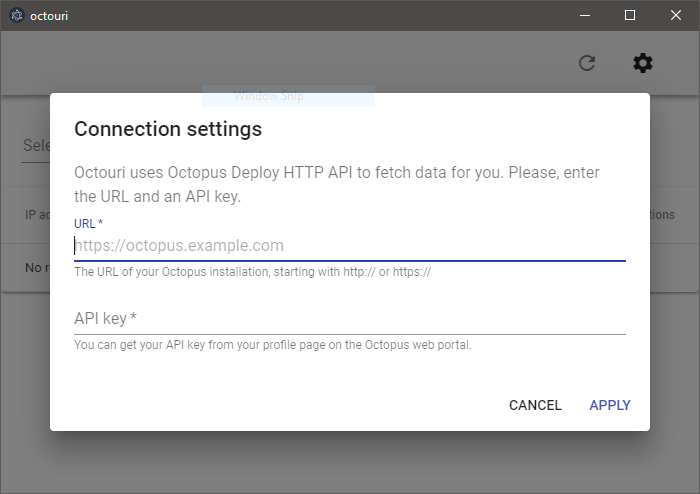 octouri
Window Snip
Sele
Connection settings
Octouri uses Octopus Deploy HTTP API to fetch data for you. Please, enter
the URL and an API key.
IP ad
tions
URL *
https://octopus.example.com
The URL of your Octopus installation, starting with http:// or https://
No r
API key *
You can get your API key from your profile page on the Octopus web portal.
CANCEL APPLY